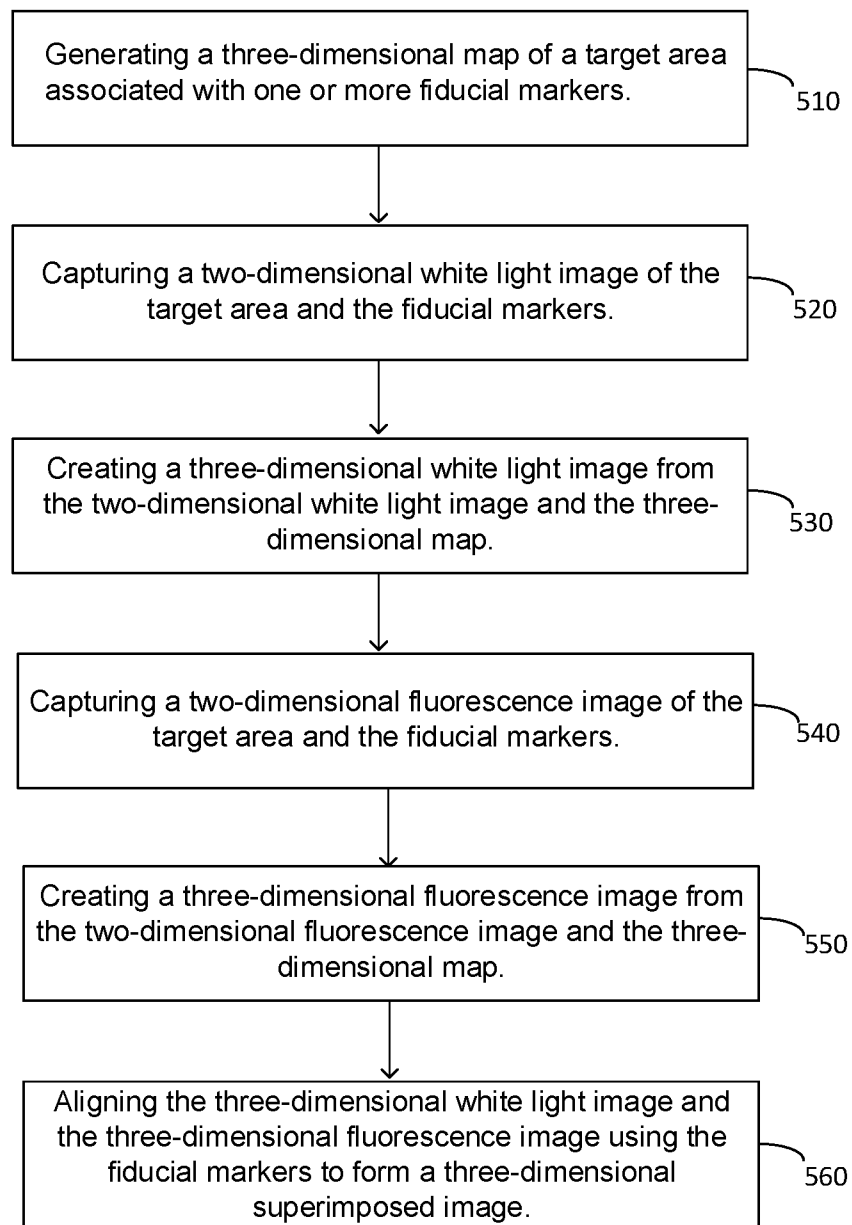 Generating a three-dimensional map of a target area
associated with one or more fiducial markers.
510
Capturing a two-dimensional white light image of the
target area and the fiducial markers.
520
Creating a three-dimensional white light image from
the two-dimensional white light image and the three-
dimensional map.
530
Capturing a two-dimensional fluorescence image of the
target area and the fiducial markers.
540
Creating a three-dimensional fluorescence image from
the two-dimensional fluorescence image and the three-
dimensional map.
550
Aligning the three-dimensional white light image and
the three-dimensional fluorescence image using the
fiducial markers to form a three-dimensional
superimposed image.
560